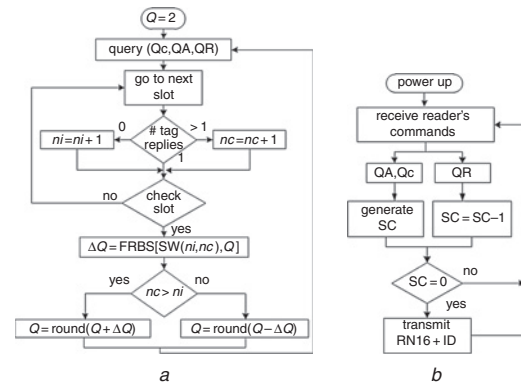 Q=2
query (Qc,QA,QR)
go to next
slot
0
# tag
replies
> 1
1
ni=ni+1
nc=nc+1
no
check
slot
yes
ΔQ=FRBS[SW(ni,nc),Q]
yes
nc> ni
no
Q=round(Q+ΔQ)
Q=round(Q−ΔQ)
a
power up
receive reader's
commands
QA,Qc
QR
generate
SC
SC=SC−1
SC=0
no
yes
transmit
RN16+ID
b